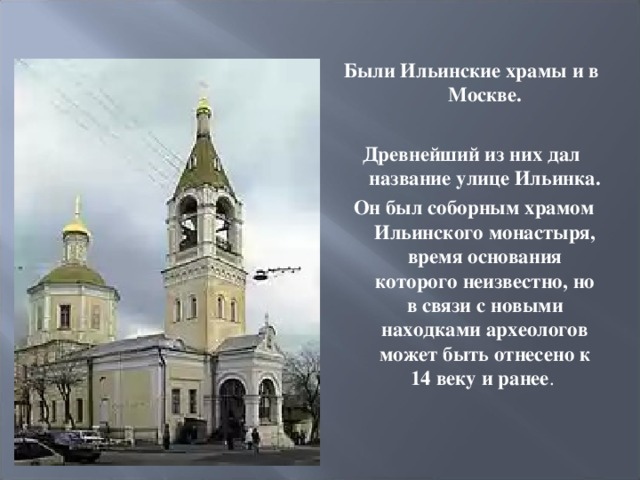 Были Ильинские храмы и в
Москве.
Древнейший из них дал
название улице Ильинка.
Он был соборным храмом
Ильинского монастыря,
время основания
которого неизвестно, но
в связи с новыми
находками археологов
может быть отнесено к
14 веку и ранее.